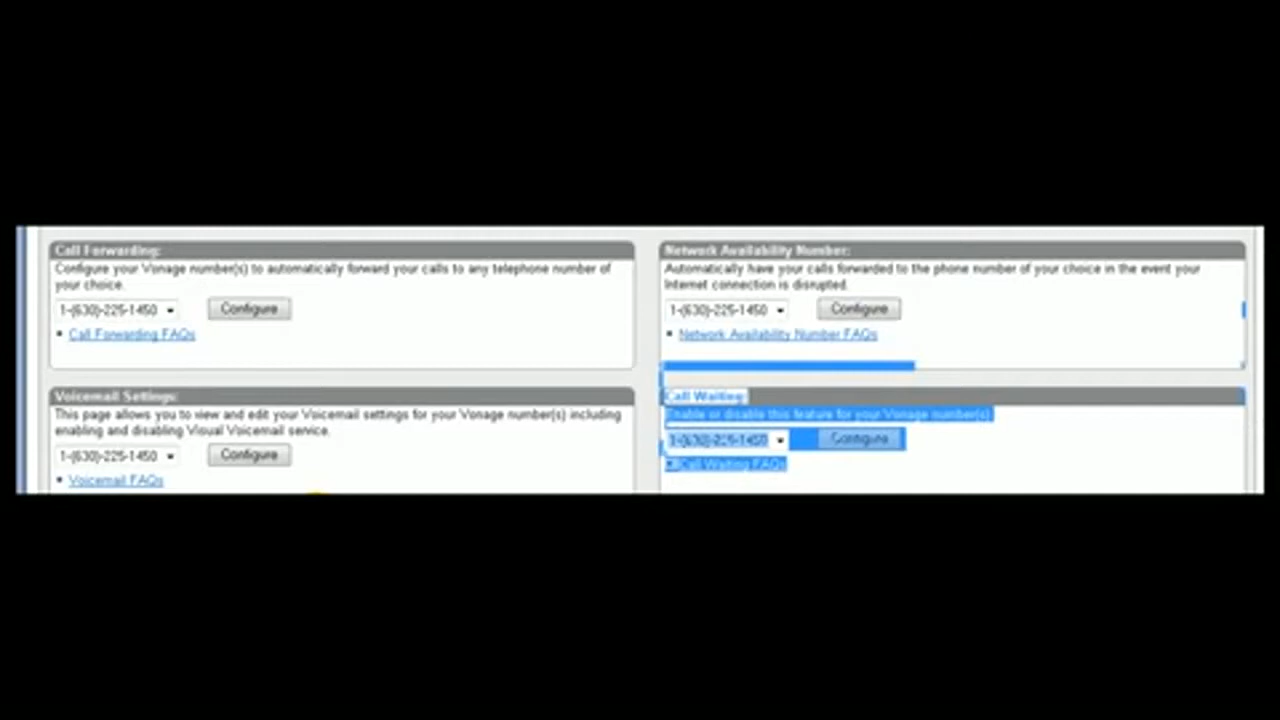 Call Forwarding:
Configure your Vonage number(s) to automatically forward your calls to any telephone number of
your choice.
1-(630)-225-1450
Configure
Call Forwarding FAQs
Network Availability Number:
Automatically have your calls forwarded to the phone number of your choice in the event your
Internet connection is disrupted.
1-(630)-225-1450
Configure
Network Availability Number FAQs
Voicemail Settings:
This page allows you to view and edit your Voicemail settings for your Vonage number(s) including
enabling and disabling Visual Voicemail service.
1-(630)-225-1450
Configure
Voicemail FAQs
Call Waiting:
Enable or disable this feature for your Vonage number(s).
1-(630)-225-1450
Configure
Call Waiting FAQs